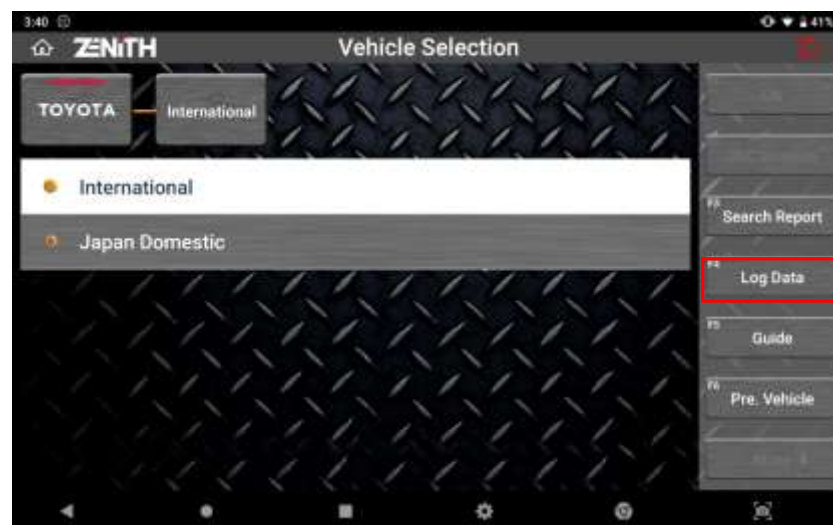 3:40
41%
ZENITH
Vehicle Selection
TOYOTA
International
International
Japan Domestic
F3
Search Report
F4
Log Data
F5
Guide
F6
Pre. Vehicle